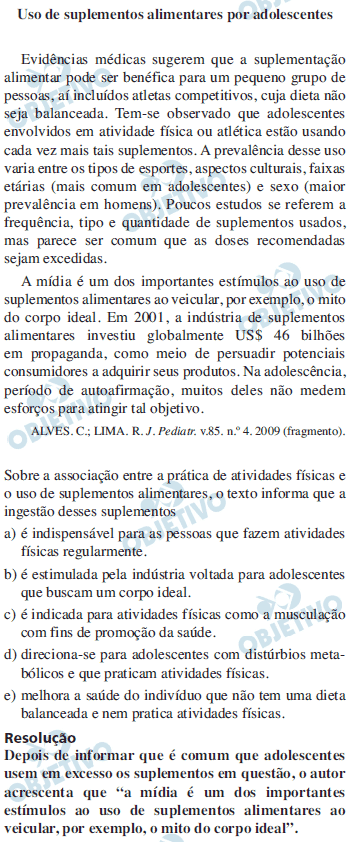 Uso de suplementos alimentares por adolescentes
Evidências médicas sugerem que a suplementação
alimentar pode ser benéfica para um pequeno grupo de
pessoas, aí incluídos atletas competitivos, cuja dieta não
seja balanceada. Tem-se observado que adolescentes
envolvidos em atividade física ou atlética estão usando
cada vez mais tais suplementos. A prevalência desse uso
varia entre os tipos de esportes, aspectos culturais, faixas
etárias (mais comum em adolescentes) e sexo (maior
prevalência em homens). Poucos estudos se referem a
frequência, tipo e quantidade de suplementos usados,
mas parece ser comum que as doses recomendadas
sejam excedidas.
A mídia é um dos importantes estímulos ao uso de
suplementos alimentares ao veicular, por exemplo, o mito
do corpo ideal. Em 2001, a indústria de suplementos
alimentares investiu globalmente US$ 46 bilhões
em propaganda, como meio de persuadir potenciais
consumidores a adquirir seus produtos. Na adolescência,
período de autoafirmação, muitos deles não medem
esforços para atingir tal objetivo.
ALVES. C.; LIMA. R. J. Pediatr. v.85. n.º 4. 2009 (fragmento).
Sobre a associação entre a prática de atividades físicas e
o uso de suplementos alimentares, o texto informa que a
ingestão desses suplementos
a) é indispensável para as pessoas que fazem atividades
físicas regularmente.
b) é estimulada pela indústria voltada para adolescentes
que buscam um corpo ideal.
c) é indicada para atividades físicas como a musculação
com fins de promoção da saúde.
d) direciona-se para adolescentes com distúrbios meta-
bólicos e que praticam atividades físicas.
e) melhora a saúde do indivíduo que não tem uma dieta
balanceada e nem pratica atividades físicas.
Resolução
Depois de informar que é comum que adolescentes
usem em excesso os suplementos em questão, o autor
acrescenta que “a mídia é um dos importantes
estímulos ao uso de suplementos alimentares ao
veicular, por exemplo, o mito do corpo ideal”.
OBJETIVO
OBJETIVO
OBJETIVO
OBJETIVO
OBJETIVO
OBJETIVO
OBJETIVO
OBJETIVO